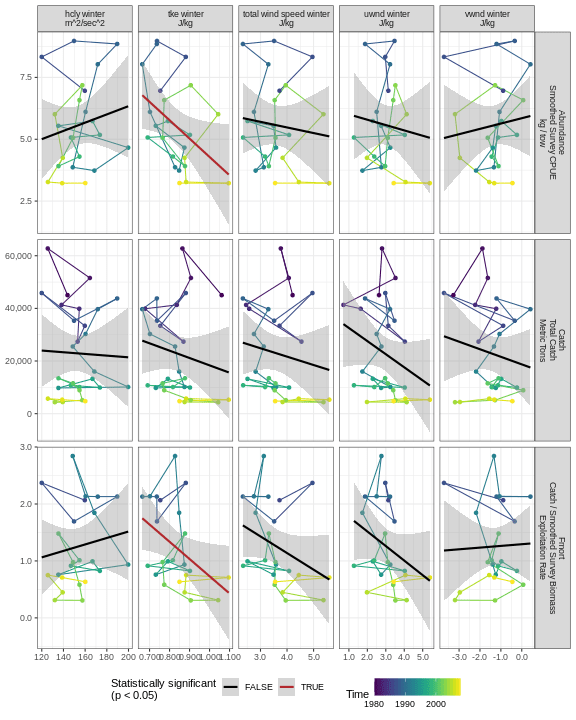 hdly winter
m^2/sec^2
tke winter
J/kg
total wind speed winter
J/kg
uwnd winter
J/kg
vwnd winter
J/kg
7.5
5.0
2.5
Abundance
Smoothed Survey CPUE
kg / tow
60,000
40,000
20,000
0
Catch
Total Catch
Metric Tons
3.0
2.0
1.0
0.0
Fmort
Catch / Smoothed Survey Biomass
Exploitation Rate
120 140 160 180 200
0.700 0.800 0.900 1.000 1.100
3.0 4.0 5.0
1.0 2.0 3.0 4.0 5.0
-3.0 -2.0 -1.0 0.0
Statistically significant
(p < 0.05)
FALSE
TRUE
Time
1980 1990 2000